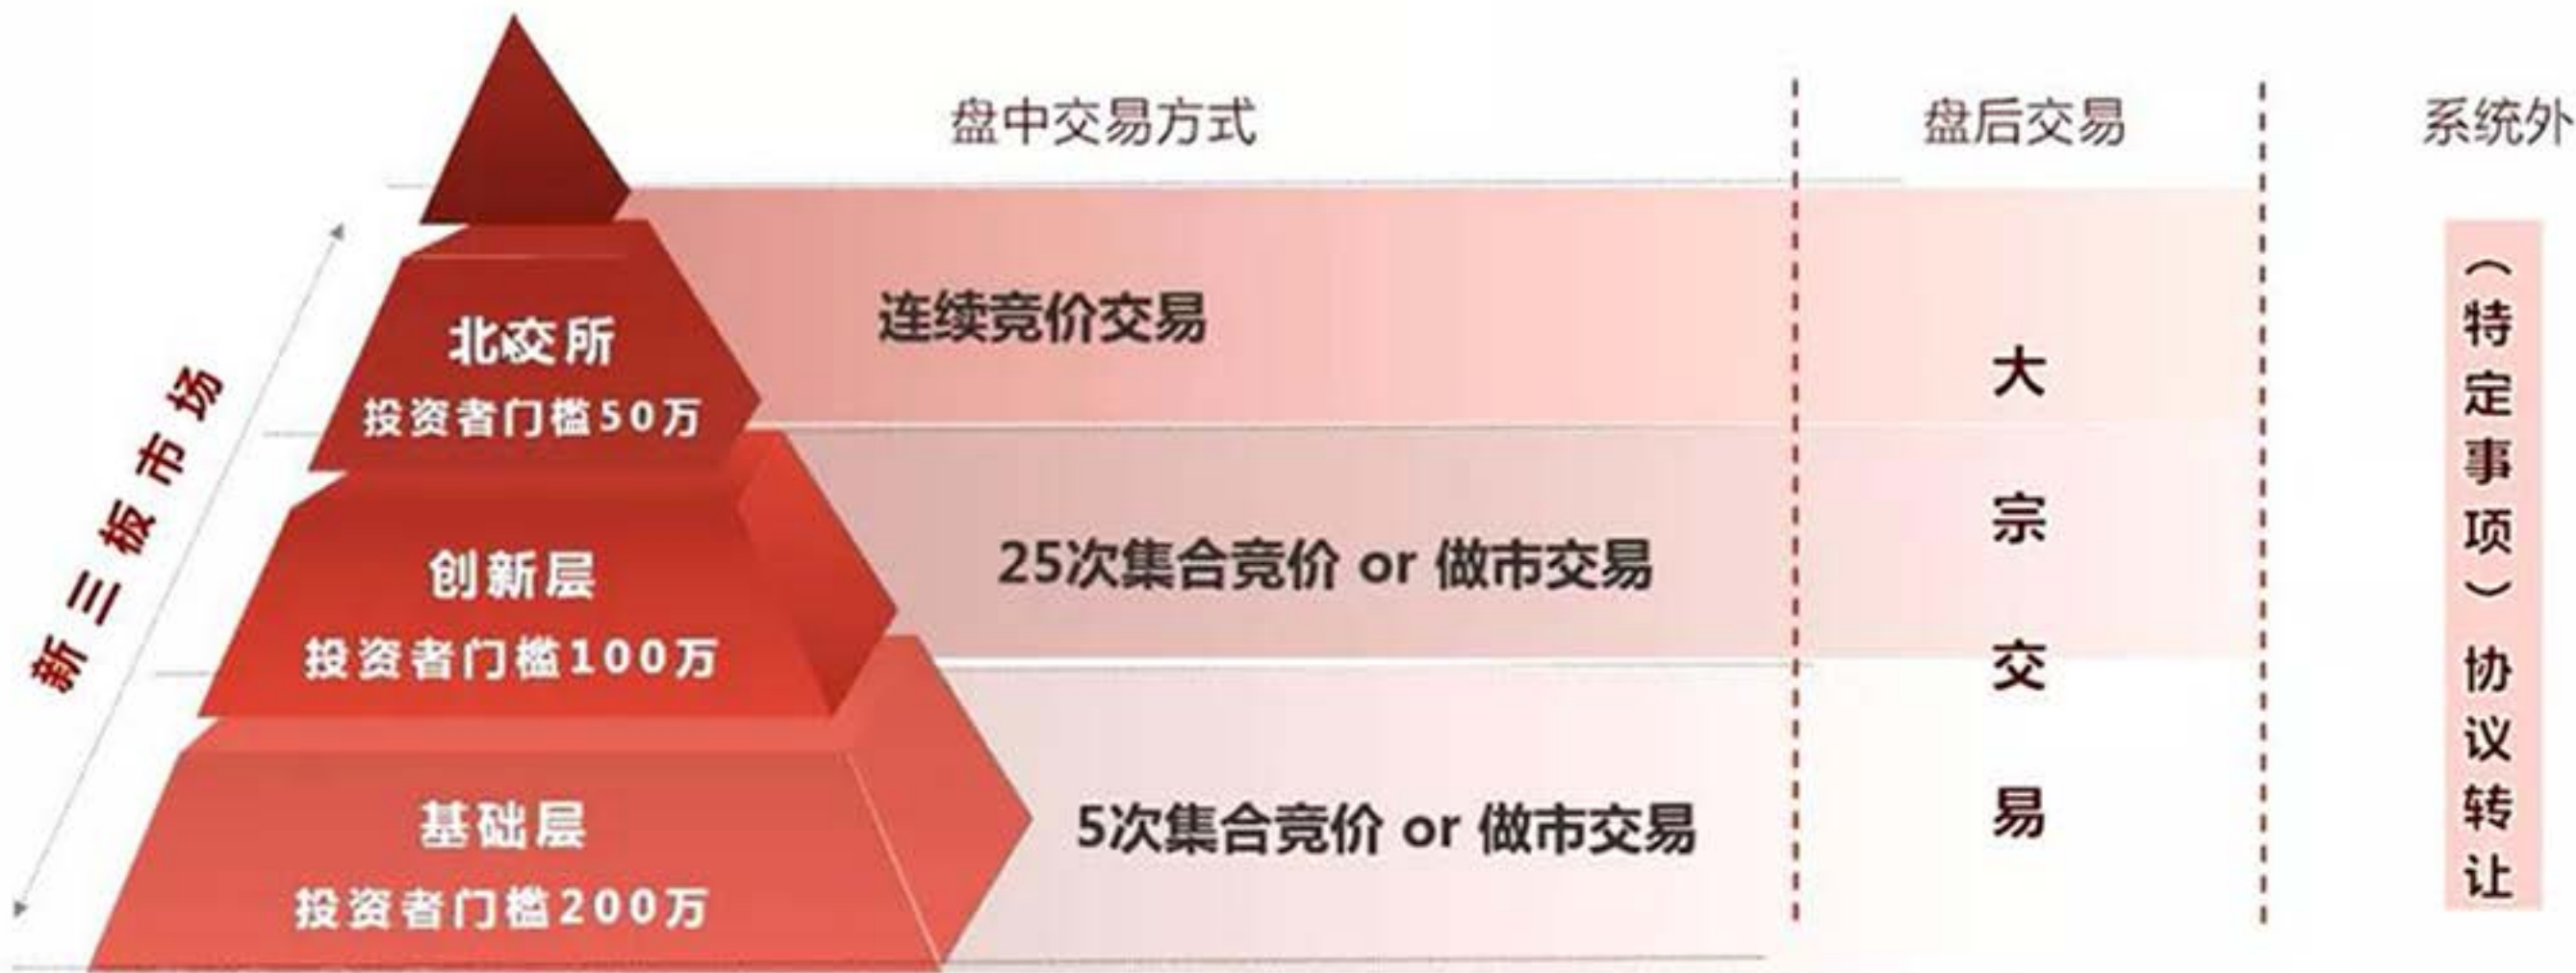 盘中交易方式
盘后交易
系统外
新三板市场
北交所
投资者门槛50万
连续竞价交易
创新层
投资者门槛100万
25次集合竞价 or 做市交易
基础层
投资者门槛200万
5次集合竞价 or 做市交易
大宗交易
（特定事项）协议转让